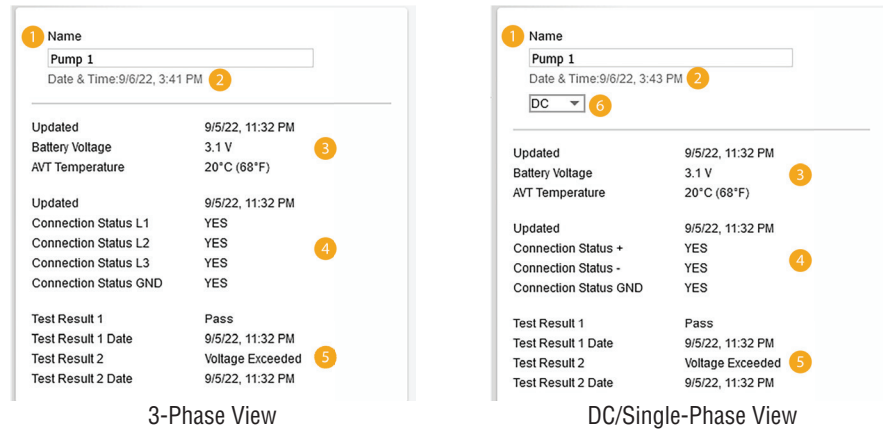 1 Name
Pump 1
Date & Time:9/6/22, 3:41 PM 2
Updated 9/5/22, 11:32 PM
Battery Voltage 3.1 V 3
AVT Temperature 20°C (68°F)
Updated 9/5/22, 11:32 PM
Connection Status L1 YES
Connection Status L2 YES 4
Connection Status L3 YES
Connection Status GND YES
Test Result 1 Pass
Test Result 1 Date 9/5/22, 11:32 PM
Test Result 2 Voltage Exceeded 5
Test Result 2 Date 9/5/22, 11:32 PM
3-Phase View
1 Name
Pump 1
Date & Time:9/6/22, 3:43 PM 2
DC 6
Updated 9/5/22, 11:32 PM
Battery Voltage 3.1 V 3
AVT Temperature 20°C (68°F)
Updated 9/5/22, 11:32 PM
Connection Status + YES
Connection Status - YES 4
Connection Status GND YES
Test Result 1 Pass
Test Result 1 Date 9/5/22, 11:32 PM
Test Result 2 Voltage Exceeded 5
Test Result 2 Date 9/5/22, 11:32 PM
DC/Single-Phase View